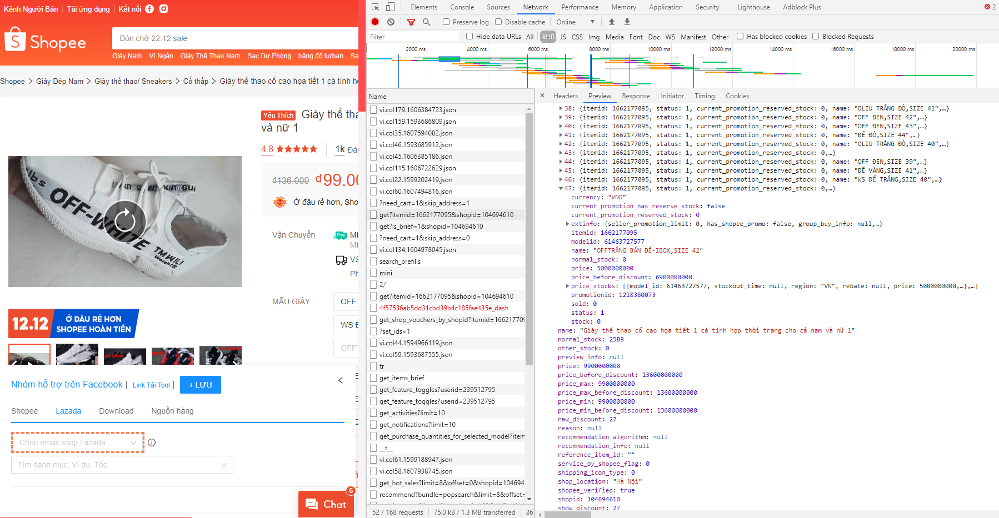 Kênh Người Bán | Tải ứng dụng | Kết nối
Shopee
Đón chờ 22.12 sale
Giày Nam Ví Ngắn Giày Thể Thao Nam Sạc Dự Phòng băng đô turban Sa
Shopee > Giày Dép Nam > Giày thể thao/ Sneakers > Cổ thấp > Giày thể thao cổ cao họa tiết 1 cá tính h
Yêu Thích Giày thể tha
và nữ 1
4.8 1k Đán
₫136.000 ₫99.00
Ở đâu rẻ hơn, Sho
Vận Chuyển
Free
Mi
Mi
Vậ
Ph
MẪU GIÀY
OFF
WS Đ
OFFT
OFF-WHITE
TMWILI
Weights
12.12
Ở ĐÂU RẺ HƠN
SHOPEE HOÀN TIỀN
Nhóm hỗ trợ trên Facebook | Link Tải Tool | + LƯU
<
Shopee Lazada Download Nguồn hàng
Chọn email shop Lazada
Tìm danh mục. Ví dụ: Tóc
Chat
6
Elements Console Sources Network Performance Memory Application Security Lighthouse Adblock Plus
2
Preserve log Disable cache Online
Filter Hide data URLs All XHR JS CSS Img Media Font Doc WS Manifest Other Has blocked cookies Blocked Requests
2000 ms 4000 ms 6000 ms 8000 ms 10000 ms 12000 ms 14000 ms 16000 ms 18000 ms 20000 ms
Name
vi.col179.1606384723.json
vi.col159.1593686809.json
vi.col35.1607594082.json
vi.col46.1593685912.json
vi.col45.1606385186.json
vi.col115.1606722629.json
vi.col22.1599202419.json
vi.col60.1607494816.json
?need_cart=1&skip_address=1
get?itemid=1662177095&shopid=104694610
get?is_brief=1&shopid=104694610
?need_cart=1&skip_address=0
vi.col134.1604978045.json
search_prefills
mini
2/
get?itemid=1662177095&shopid=104694610
4f57536ab5dd31cbd39b4c185fae435e_dash
get_shop_vouchers_by_shopid?itemid=166217709
?set_ids=1
vi.col44.1594966119.json
vi.col59.1593687555.json
tr
get_items_brief
get_feature_toggles?userid=239512795
get_feature_toggles?userid=239512795
get_activities?limit=10
get_notifications?limit=10
get_purchase_quantities_for_selected_model?item
__t__
vi.col61.1599188947.json
vi.col58.1607938745.json
get_hot_sales?limit=8&offset=0&shopid=104694
recommend?bundle=popsearch&limit=8&offset=
52 / 168 requests 75.0 kB / 1.3 MB transferred 86
× Headers Preview Response Initiator Timing Cookies
38: {itemid: 1662177095, status: 1, current_promotion_reserved_stock: 0, name: "OLIU TRẮNG ĐỎ,SIZE 41",…}
39: {itemid: 1662177095, status: 1, current_promotion_reserved_stock: 0, name: "OFF ĐEN,SIZE 42",…}
40: {itemid: 1662177095, status: 1, current_promotion_reserved_stock: 0, name: "OFF ĐEN,SIZE 43",…}
41: {itemid: 1662177095, status: 1, current_promotion_reserved_stock: 0, name: "ĐẾ ĐỎ,SIZE 44",…}
42: {itemid: 1662177095, status: 1, current_promotion_reserved_stock: 0, name: "OLIU TRẮNG ĐỎ,SIZE 40",…}
43: {itemid: 1662177095, status: 1, current_promotion_reserved_stock: 0,…}
44: {itemid: 1662177095, status: 1, current_promotion_reserved_stock: 0, name: "OFF ĐEN,SIZE 39",…}
45: {itemid: 1662177095, status: 1, current_promotion_reserved_stock: 0, name: "ĐẾ VÀNG,SIZE 41",…}
46: {itemid: 1662177095, status: 1, current_promotion_reserved_stock: 0, name: "WS ĐẾ TRẮNG,SIZE 40",…}
47: {itemid: 1662177095, status: 1, current_promotion_reserved_stock: 0,…}
currency: "VND"
current_promotion_has_reserve_stock: false
current_promotion_reserved_stock: 0
extinfo: {seller_promotion_limit: 0, has_shopee_promo: false, group_buy_info: null,…}
itemid: 1662177095
modelid: 61463727577
name: "OFFTRẮNG BẨN ĐẾ-IBOX,SIZE 42"
normal_stock: 0
price: 5000000000
price_before_discount: 6900000000
price_stocks: [{model_id: 61463727577, stockout_time: null, region: "VN", rebate: null, price: 5000000000,…},…]
promotionid: 1218380073
sold: 0
status: 1
stock: 0
name: "Giày thể thao cổ cao họa tiết 1 cá tính hợp thời trang cho cả nam và nữ 1"
normal_stock: 2589
other_stock: 0
preview_info: null
price: 9900000000
price_before_discount: 13600000000
price_max: 9900000000
price_max_before_discount: 13600000000
price_min: 9900000000
price_min_before_discount: 13600000000
raw_discount: 27
reason: null
recommendation_algorithm: null
recommendation_info: null
reference_item_id: ""
service_by_shopee_flag: 0
shipping_icon_type: 0
shop_location: "Hà Nội"
shopee_verified: true
shopid: 104694610
show_discount: 27